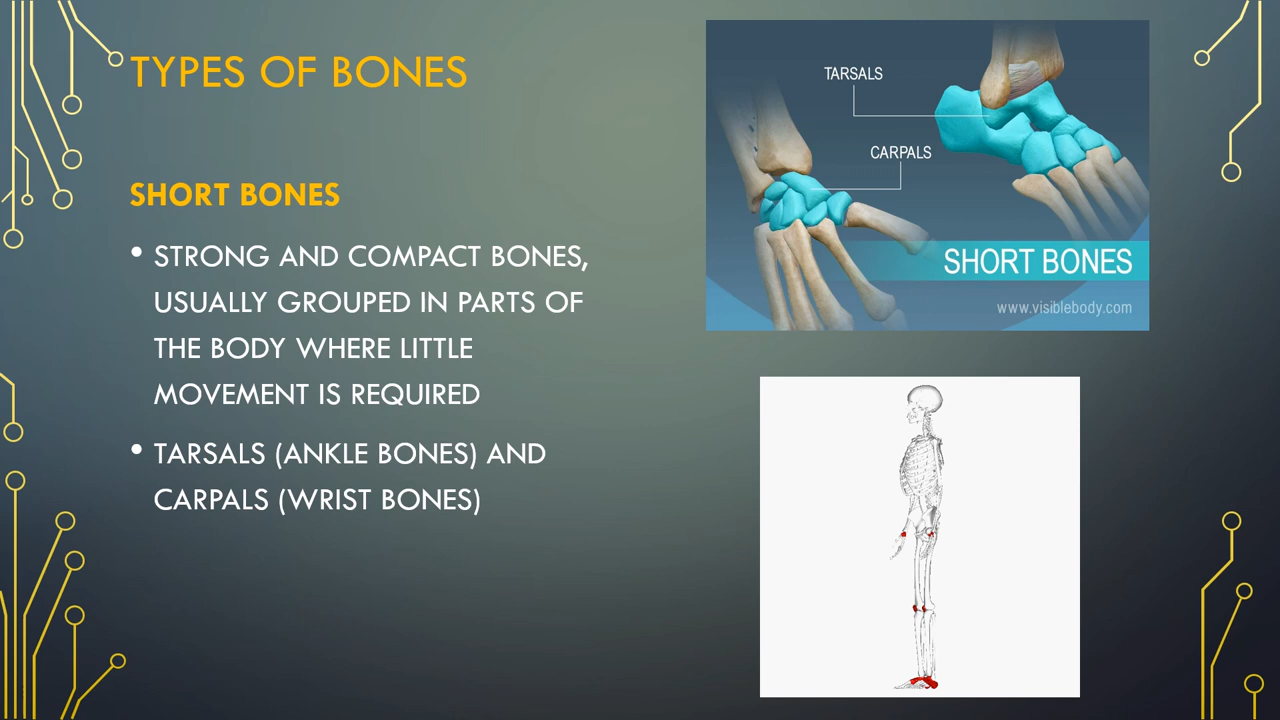 TYPES OF BONES
SHORT BONES
• STRONG AND COMPACT BONES,
USUALLY GROUPED IN PARTS OF
THE BODY WHERE LITTLE
MOVEMENT IS REQUIRED
• TARSALS (ANKLE BONES) AND
CARPALS (WRIST BONES)
TARSALS
CARPALS
SHORT BONES
www.visiblebody.com